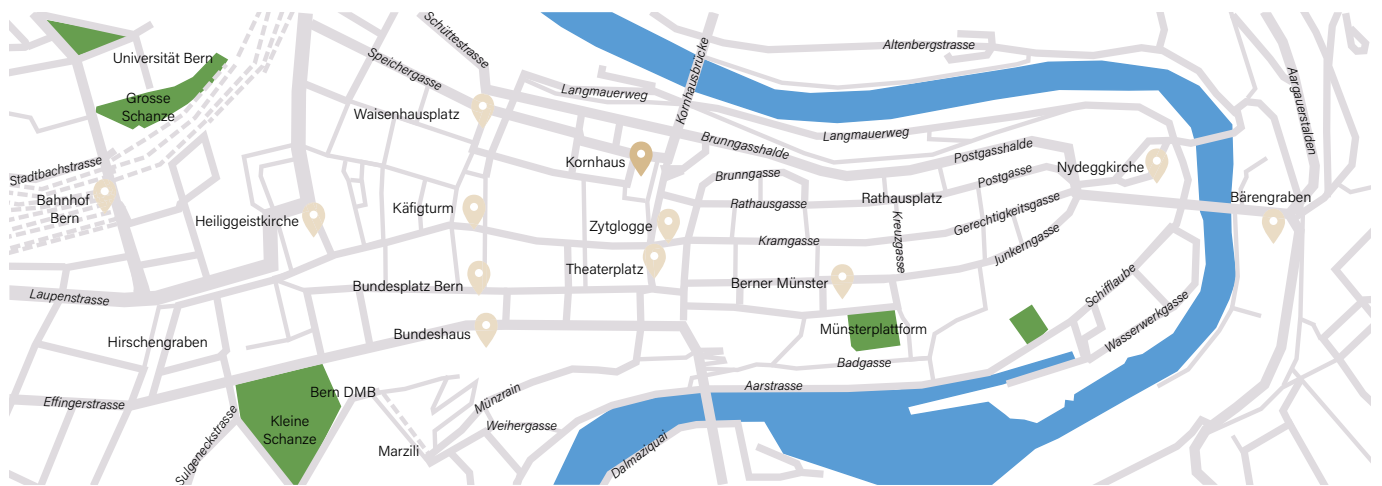 Schüttestrasse
Altenbergstrasse
Universität Bern
Speichergasse
Kornhausbrücke
Aargauerstalden
Grosse
Schanze
Langmauerweg
Waisenhausplatz
Langmauerweg
Brunngasshalde
Postgasshalde
Kornhaus
Nydeggkirche
Stadtbachstrasse
Brunngasse
Postgasse
Bahnhof
Bern
Rathausgasse
Rathausplatz
Bärengraben
Käfigturm
Heiliggeistkirche
Zytglogge
Gerechtigkeitsgasse
Kramgasse
Kreuzgasse
Junkerngasse
Theaterplatz
Berner Münster
Bundesplatz Bern
Schifflaube
Laupenstrasse
Wasserwerkgasse
Münsterplattform
Bundeshaus
Hirschengraben
Badgasse
Aarstrasse
Bern DMB
Münzrain
Effingerstrasse
Kleine
Schanze
Weihergasse
Sulgeneckstrasse
Marzili
Dalmaziquai